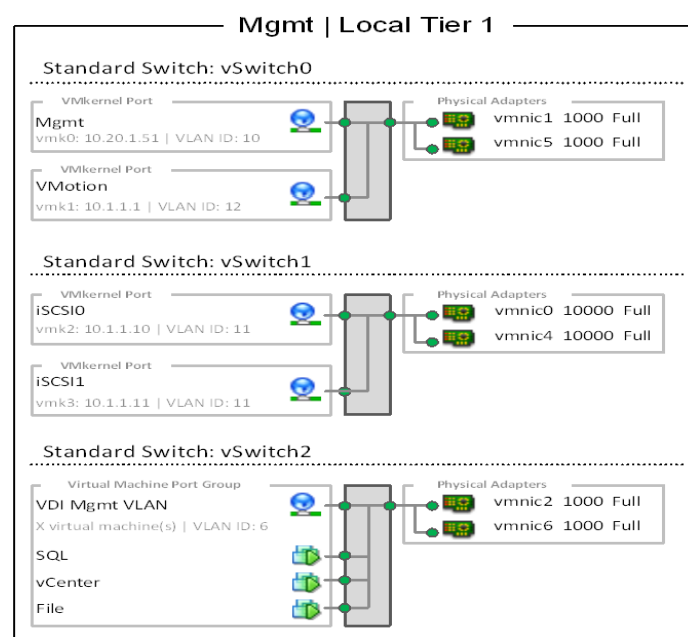 Mgmt | Local Tier 1
Standard Switch: vSwitch0
VMkernel Port
Physical Adapters
Mgmt
vmk0: 10.20.1.51 | VLAN ID: 10
vmnic1 1000 Full
vmnic5 1000 Full
VMkernel Port
VMotion
vmk1: 10.1.1.1 | VLAN ID: 12
Standard Switch: vSwitch1
VMkernel Port
Physical Adapters
iSCSI0
vmk2: 10.1.1.10 | VLAN ID: 11
vmnic0 10000 Full
vmnic4 10000 Full
VMkernel Port
iSCSI1
vmk3: 10.1.1.11 | VLAN ID: 11
Standard Switch: vSwitch2
Virtual Machine Port Group
Physical Adapters
VDI Mgmt VLAN
X virtual machine(s) | VLAN ID: 6
vmnic2 1000 Full
vmnic6 1000 Full
SQL
vCenter
File